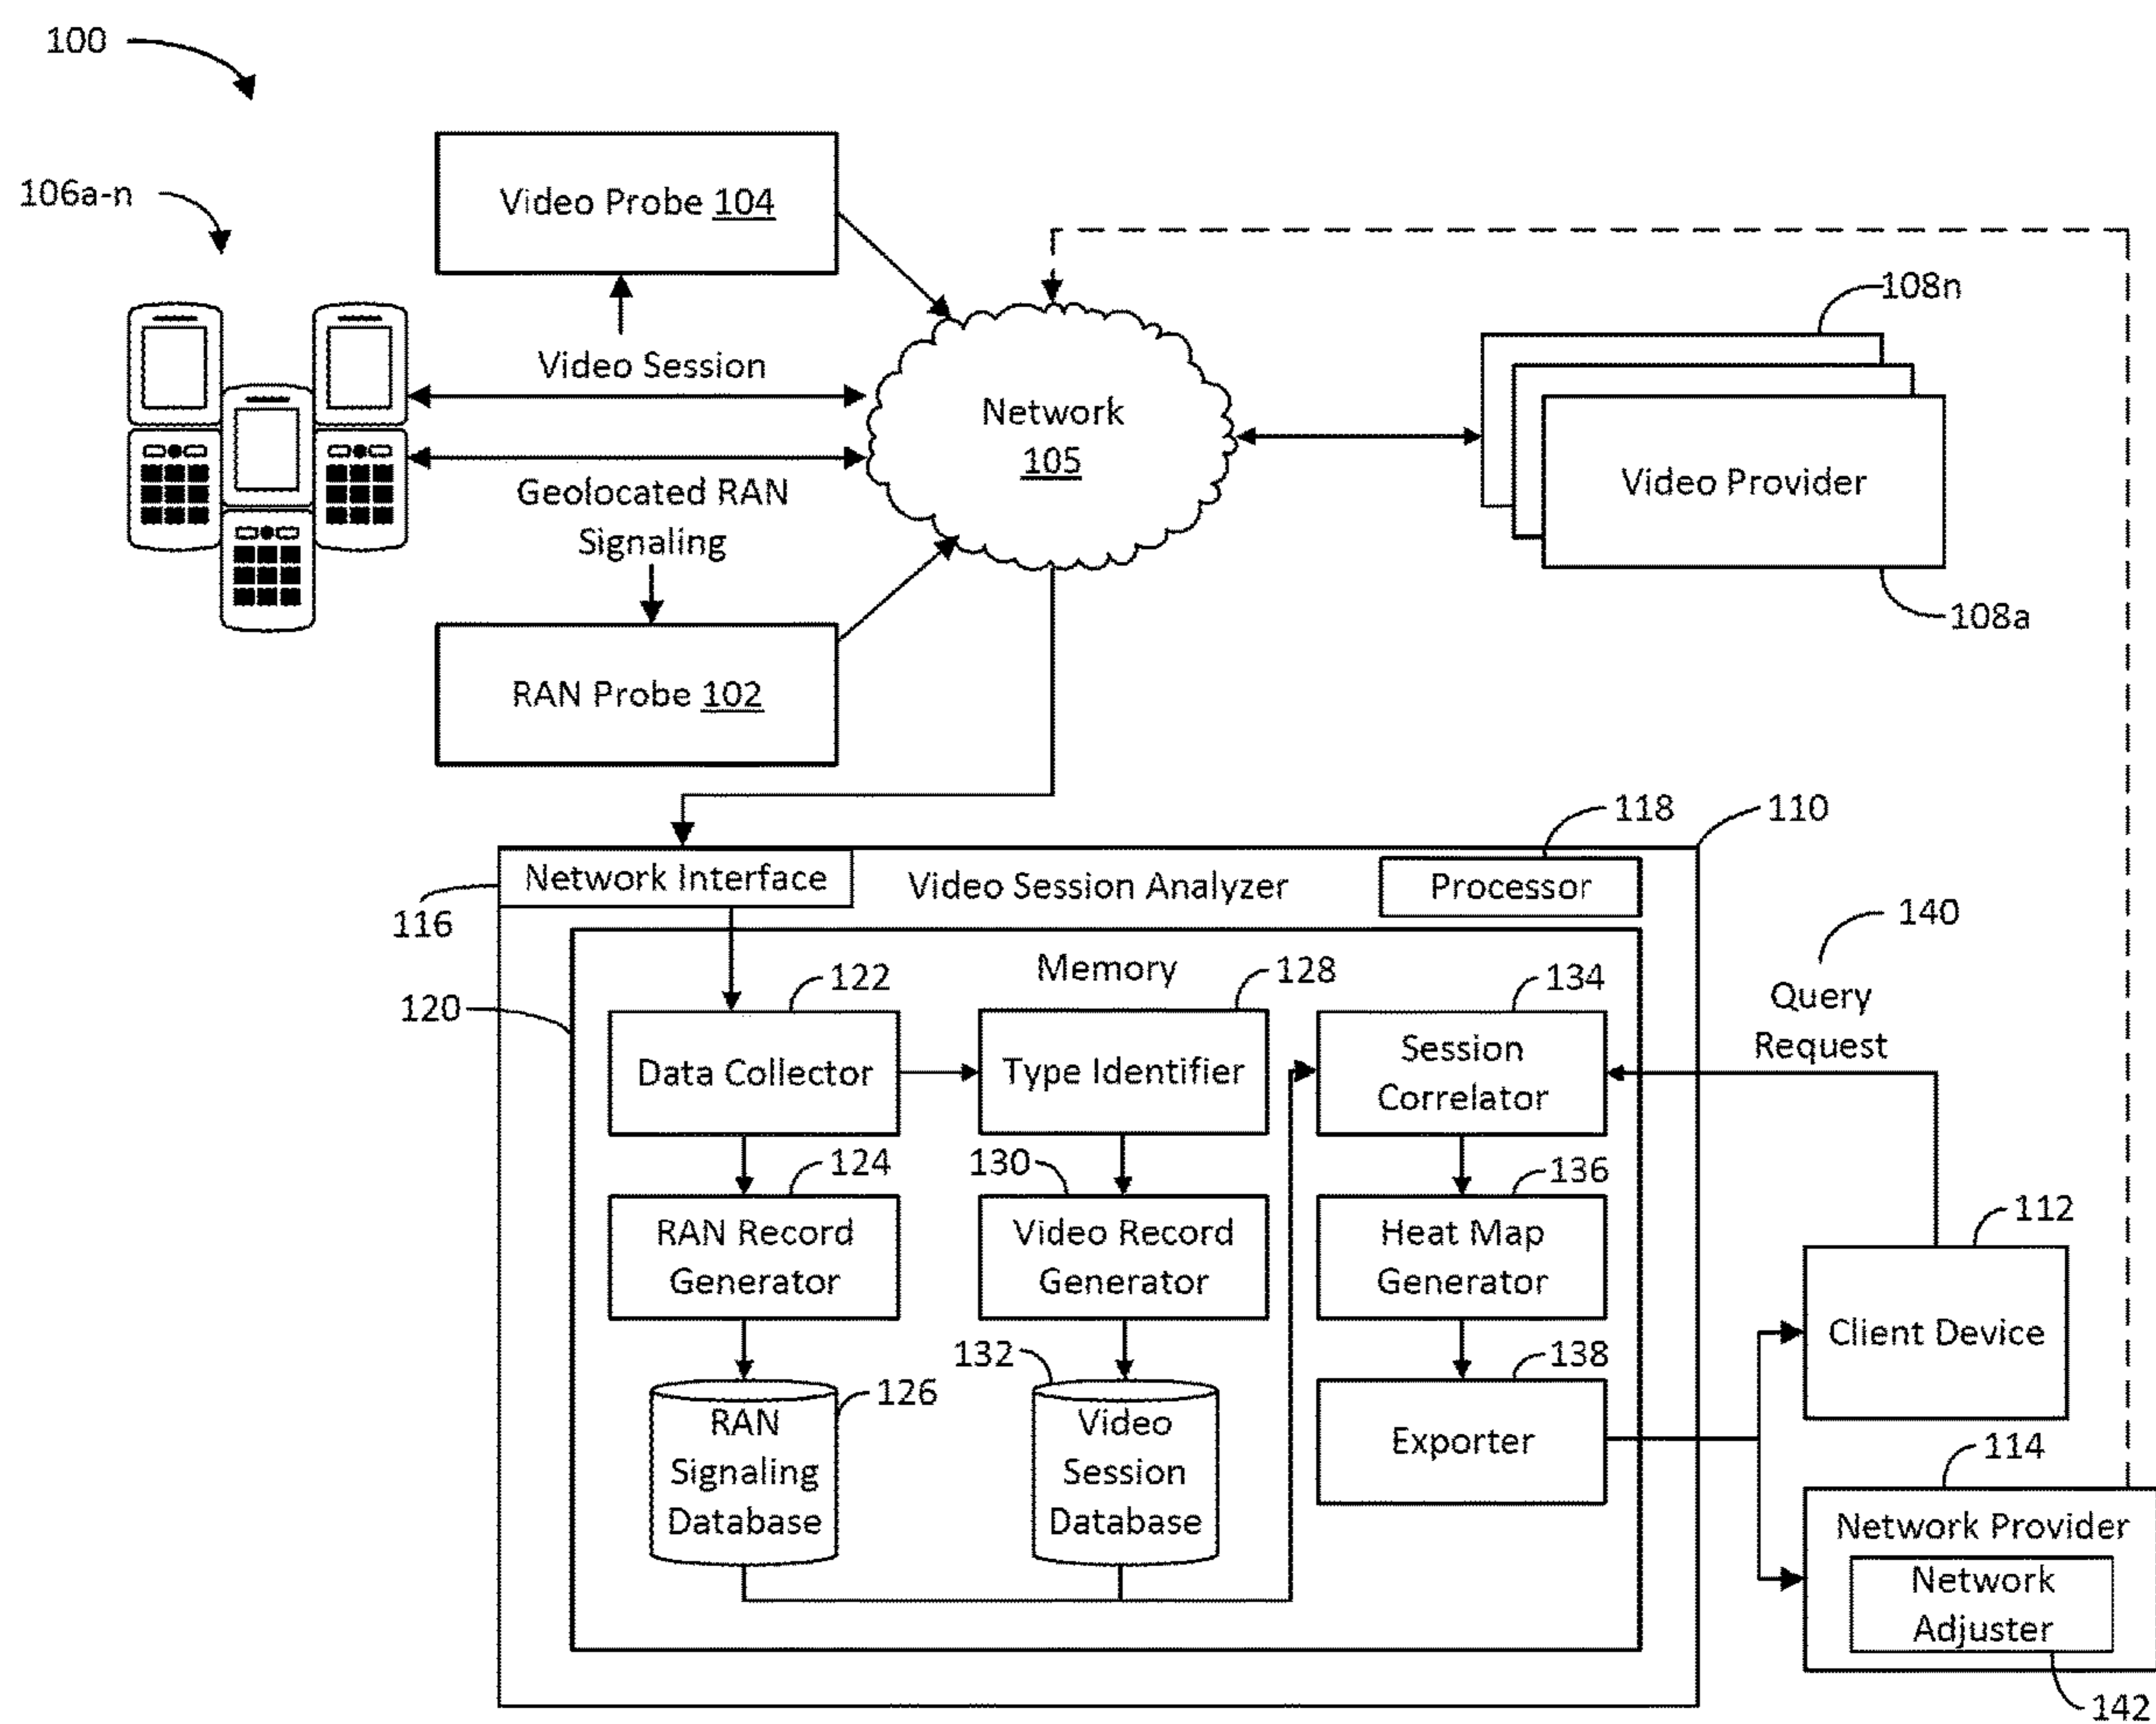 100
106a-n
Video Probe 104
Video Session
Network
105
Geolocated RAN
Signaling
RAN Probe 102
108n
Video Provider
108a
118
110
Network Interface
Video Session Analyzer
Processor
116
140
Query
Request
Memory
120
122
128
134
Data Collector
Type Identifier
Session
Correlator
124
130
136
RAN Record
Generator
Video Record
Generator
Heat Map
Generator
112
Client Device
126
132
138
RAN
Signaling
Database
Video
Session
Database
Exporter
114
Network Provider
Network
Adjuster
142